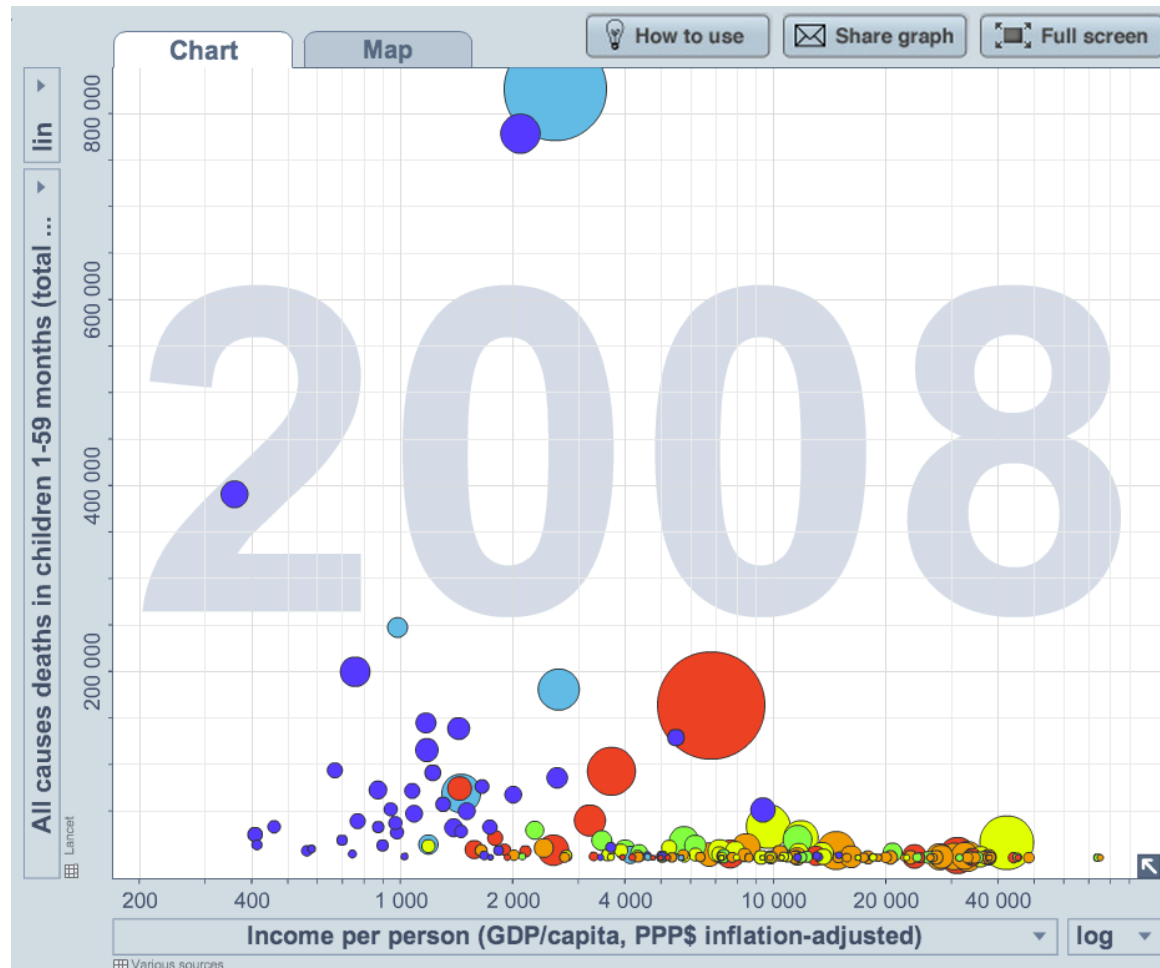 Chart
Map
How to use
Share graph
Full screen
lin
All causes deaths in children 1-59 months (total ...
Lancet
800 000
600 000
400 000
200 000
2008
200
400
1 000
2 000
4 000
10 000
20 000
40 000
Income per person (GDP/capita, PPP$ inflation-adjusted)
log
Various sources